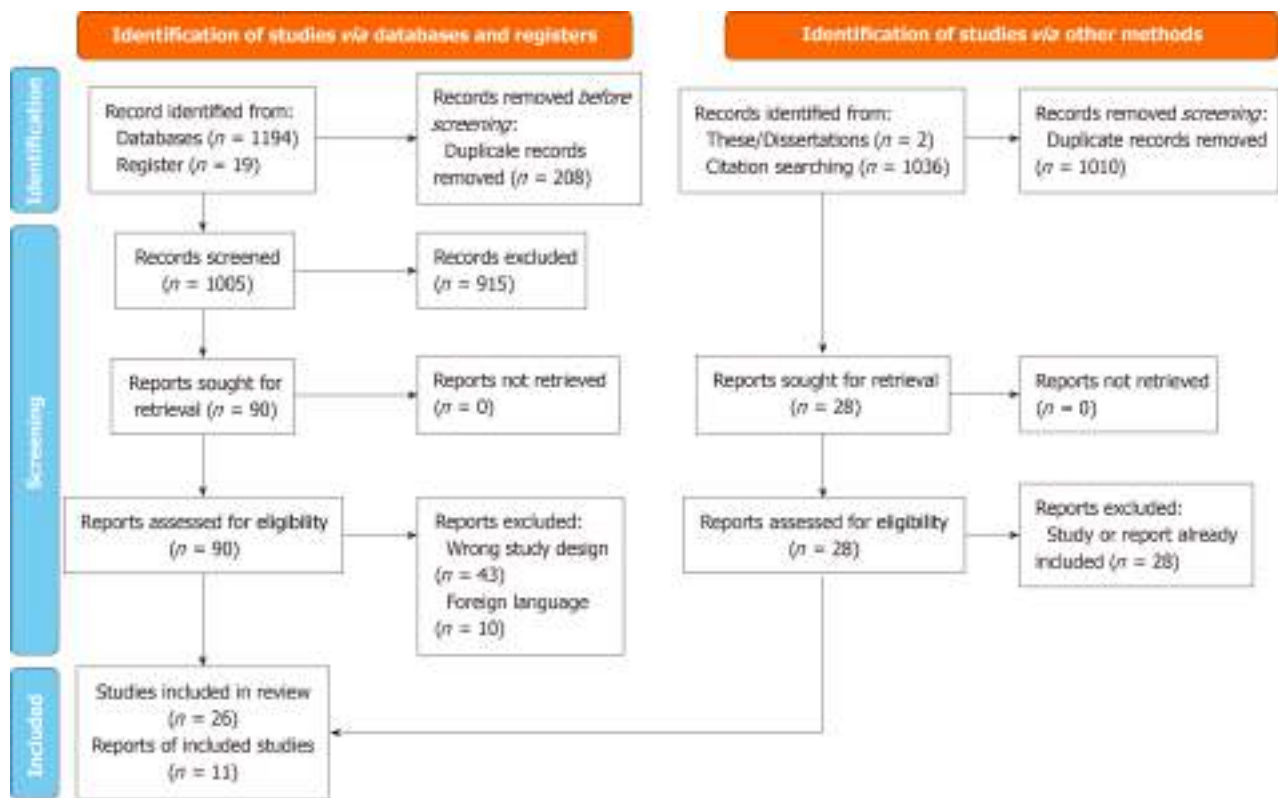 Identification of studies via databases and registers
Identification of studies via other methods
Identification
Record identified from:
Databases (n = 1194)
Register (n = 19)
Records removed before
screening:
Duplicale records
removed (n = 208)
Records identified from:
These/Dissertations (n = 2)
Citation searching (n = 1036)
Records removed screening:
Duplicate records removed
(n = 1010)
Screening
Records screened
(n = 1005)
Records excluded
(n = 915)
Reports sought for
retrieval (n = 90)
Reports not retrieved
(n = 0)
Reports sought for retrieval
(n = 28)
Reports not retrieved
(n = 0)
Reports assessed for eligibility
(n = 90)
Reports excluded:
Wrong study design
(n = 43)
Foreign language
(n = 10)
Reports assessed for eligibility
(n = 28)
Reports excluded:
Study or report already
included (n = 28)
Included
Studies included in review
(n = 26)
Reports of included studies
(n = 11)